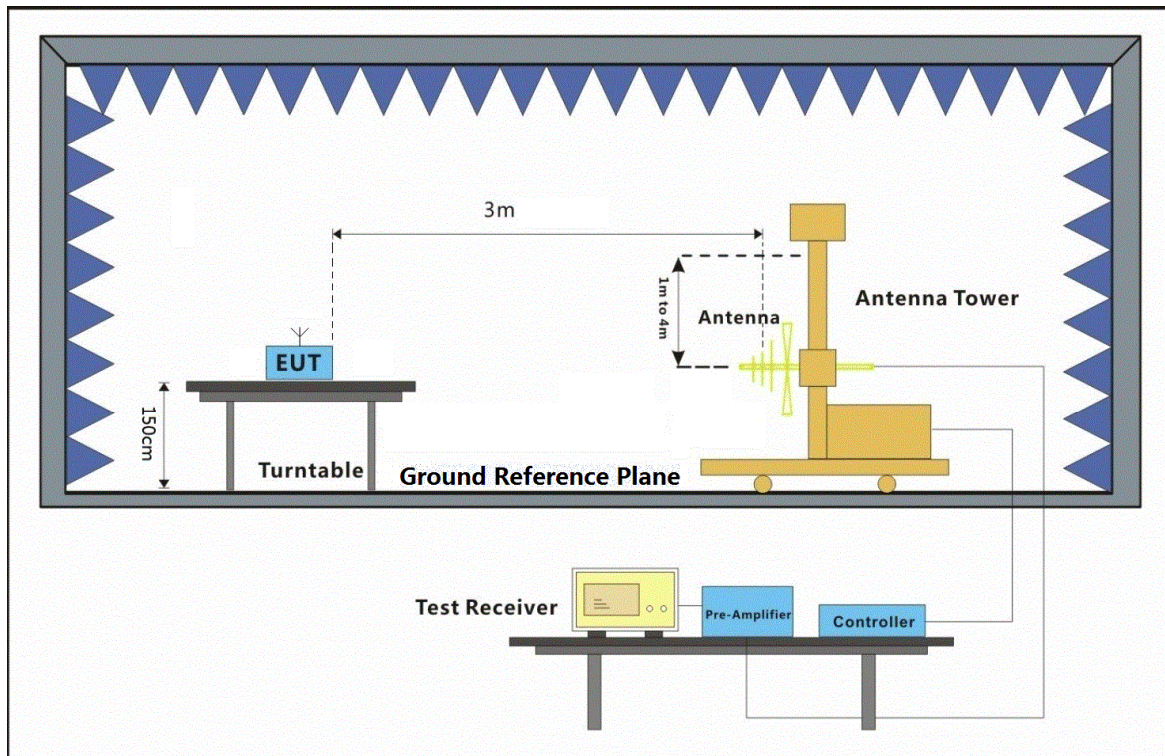 3m
1m to 4m
Antenna
Antenna Tower
EUT
150cm
Turntable
Ground Reference Plane
Test Receiver
Pre-Amplifier
Controller